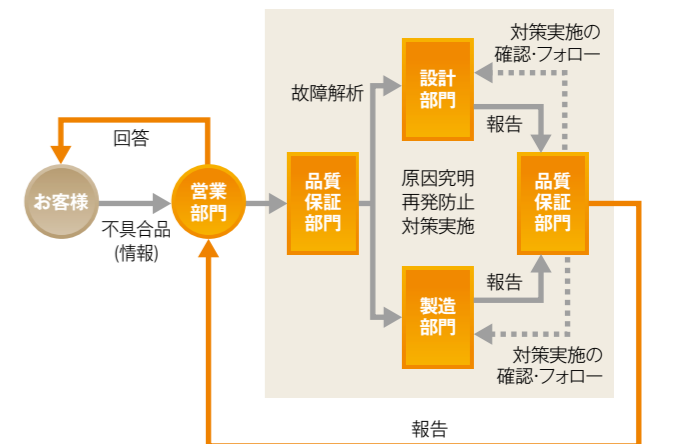 対策実施の
確認・フォロー
設計
部門
故障解析
報告
回答
お客様
営業
部門
不具合品
(情報)
品質
保証
部門
原因究明
再発防止
対策実施
品質
保証
部門
報告
製造
部門
対策実施の
確認・フォロー
報告